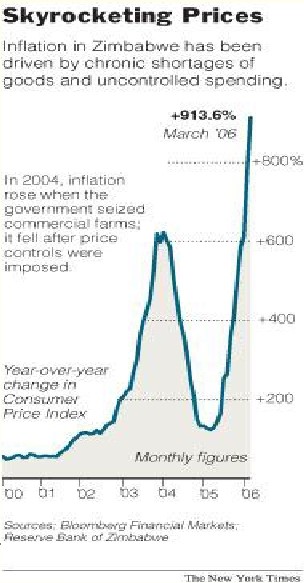 Skyrocketing Prices
Inflation in Zimbabwe has been
driven by chronic shortages of
goods and uncontrolled spending.
+913.6%
March '06
+800%
In 2004, inflation
rose when the
government seized
commercial farms;
it fell after price
controls were
imposed.
+600
+400
Year-over-year
change in
Consumer
Price Index
+200
Monthly figures
'00 '01 '02 '03 '04 '05 '06
Sources: Bloomberg Financial Markets;
Reserve Bank of Zimbabwe
The New York Times